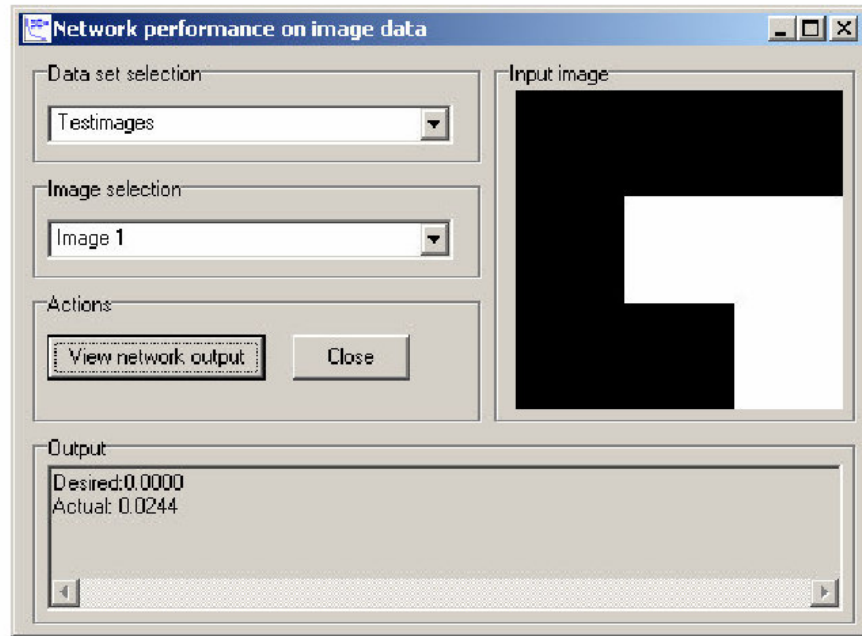 Network performance on image data
Data set selection
Testimages
Image selection
Image 1
Actions
View network output
Close
Input image
Output
Desired:0.0000
Actual: 0.0244